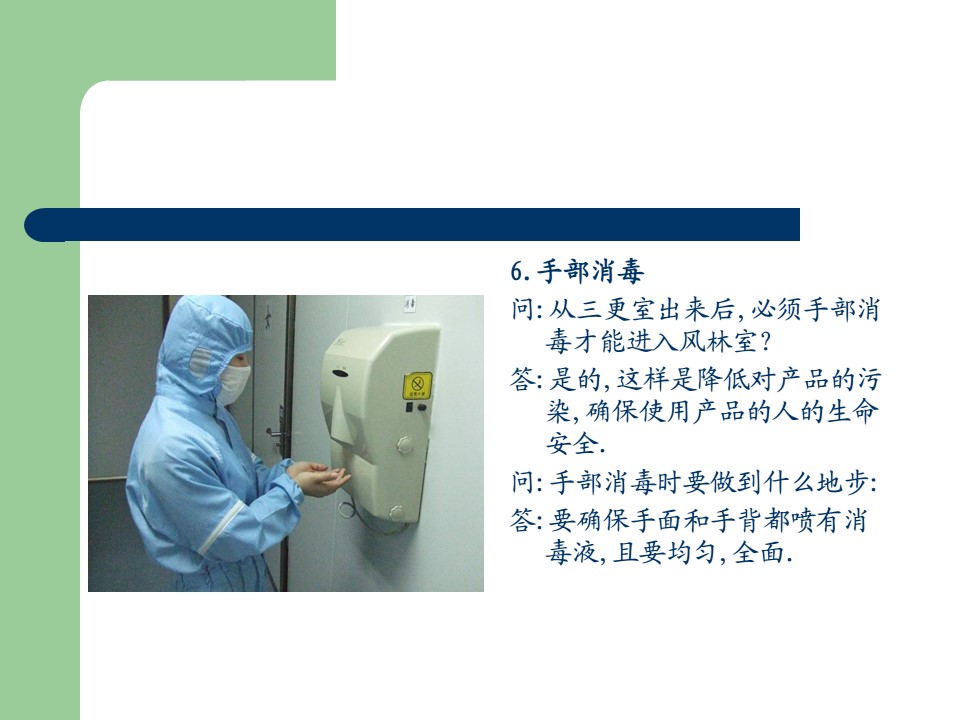 6. 手部消毒
问: 从三更室出来后, 必须手部消
毒才能进入风林室?
答: 是的, 这样是降低对产品的污
染, 确保使用产品的人的生命
安全.
问: 手部消毒时要做到什么地步:
答: 要确保手面和手背都喷有消
毒液, 且要均匀, 全面.